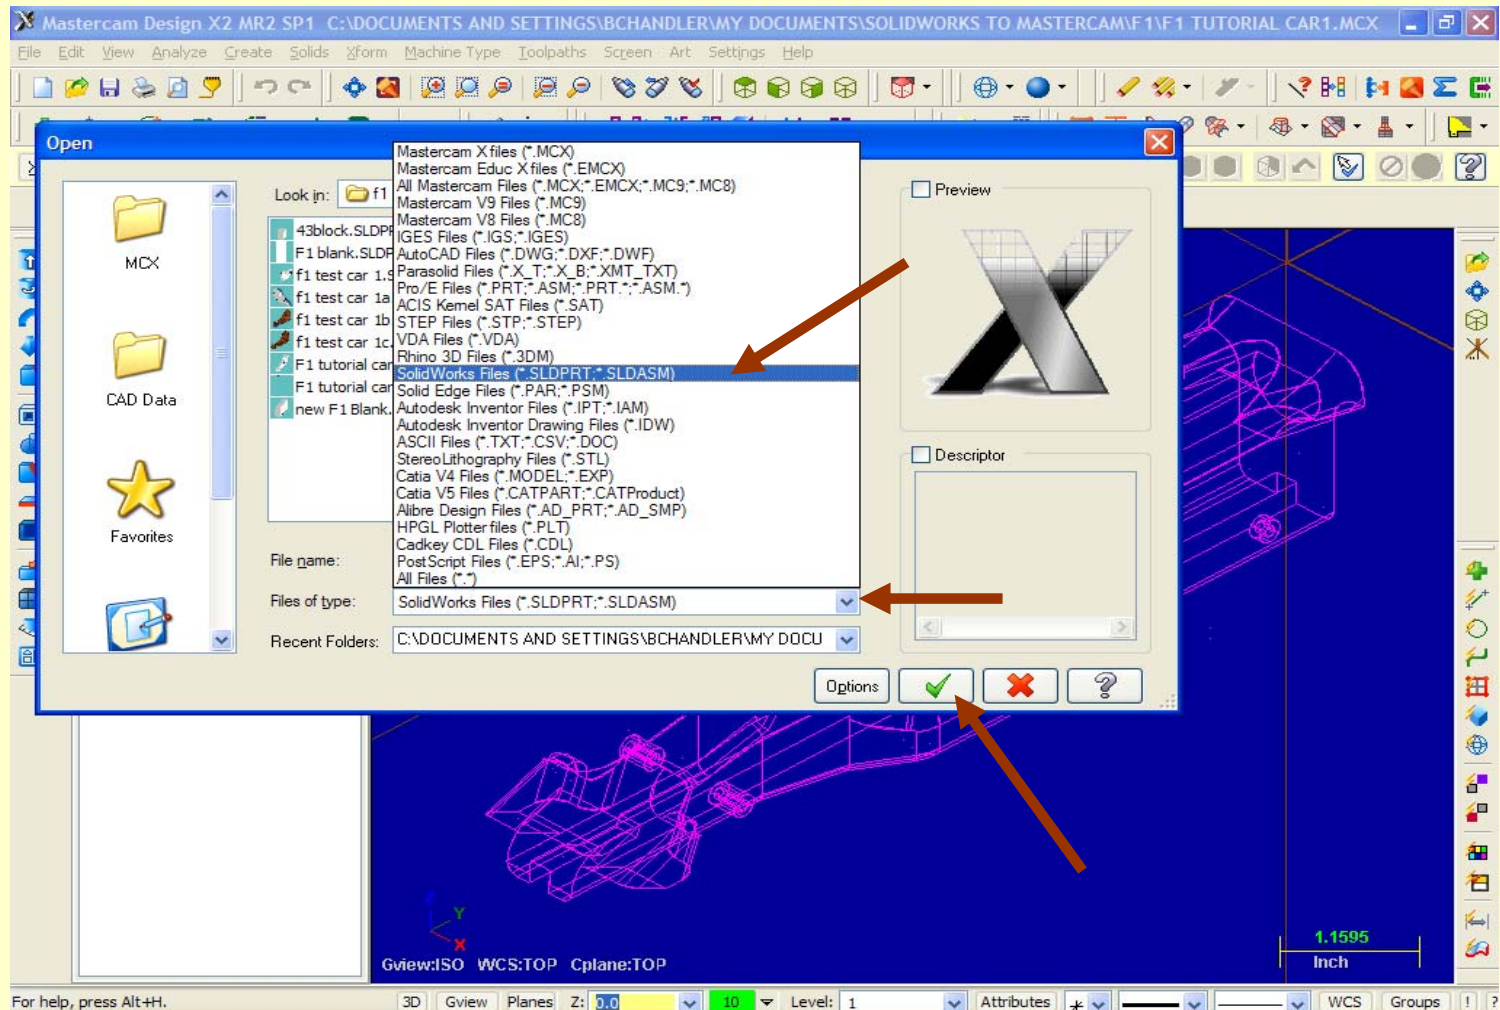 Mastercam Design X2 MR2 SP1 C:\DOCUMENTS AND SETTINGS\BCHANDLER\MY DOCUMENTS\SOLIDWORKS TO MASTERCAM\F1\F1 TUTORIAL CAR1.MCX
File Edit View Analyze Create Solids Xform Machine Type Toolpaths Screen Art Settings Help
Open
MCX
CAD Data
Favorites
Look in: f1
43block.SLDPR
F1 blank.SLDP
f1 test car 1.S
f1 test car 1a
f1 test car 1b
f1 test car 1c.
F1 tutorial car
F1 tutorial car
new F1 Blank.
Mastercam X files (*.MCX)
Mastercam Educ X files (*.EMCX)
All Mastercam Files (*.MCX;*.EMCX;*.MC9;*.MC8)
Mastercam V9 Files (*.MC9)
Mastercam V8 Files (*.MC8)
IGES Files (*.IGS;*.IGES)
AutoCAD Files (*.DWG;*.DXF;*.DWF)
Parasolid Files (*.X_T;*.X_B;*.XMT_TXT)
Pro/E Files (*.PRT;*.ASM;*.PRT.*;*.ASM.*)
ACIS Kernel SAT Files (*.SAT)
STEP Files (*.STP;*.STEP)
VDA Files (*.VDA)
Rhino 3D Files (*.3DM)
SolidWorks Files (*.SLDPRT;*.SLDASM)
Solid Edge Files (*.PAR;*.PSM)
Autodesk Inventor Files (*.IPT;*.IAM)
Autodesk Inventor Drawing Files (*.IDW)
ASCII Files (*.TXT;*.CSV;*.DOC)
StereoLithography Files (*.STL)
Catia V4 Files (*.MODEL;*.EXP)
Catia V5 Files (*.CATPART;*.CATProduct)
Alibre Design Files (*.AD_PRT;*.AD_SMP)
HPGL Plotter files (*.PLT)
Cadkey CDL Files (*.CDL)
PostScript Files (*.EPS;*.AI;*.PS)
All Files (*.*)
File name:
Files of type: SolidWorks Files (*.SLDPRT;*.SLDASM)
Recent Folders: C:\DOCUMENTS AND SETTINGS\BCHANDLER\MY DOCU
Preview
Descriptor
Options
Y
X
Gview:ISO WCS:TOP Cplane:TOP
1.1595
Inch
For help, press Alt+H. 3D Gview Planes Z: 0.0 10 Level: 1 Attributes WCS Groups ! ?